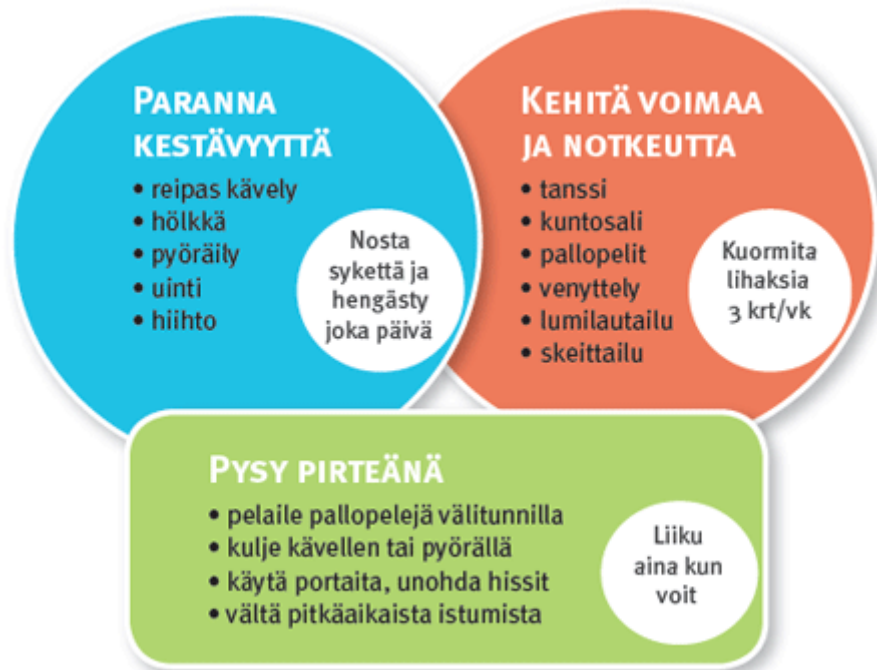 PARANNA
KESTÄVYYTTÄ
• reipas kävely
• hölkkä
• pyöräily
• uinti
• hiihto
Nosta
sykettä ja
hengästy
joka päivä
KEHITÄ VOIMAA
JA NOTKEUTTA
• tanssi
• kuntosali
• pallopelit
• venyttely
• lumilautailu
• skeittailu
Kuormita
lihaksia
3 krt/vk
PYSY PIRTEÄNÄ
• pelaile pallopelejä välitunnilla
• kulje kävellen tai pyörällä
• käytä portaita, unohda hissit
• vältä pitkäaikaista istumista
Liiku
aina kun
voit